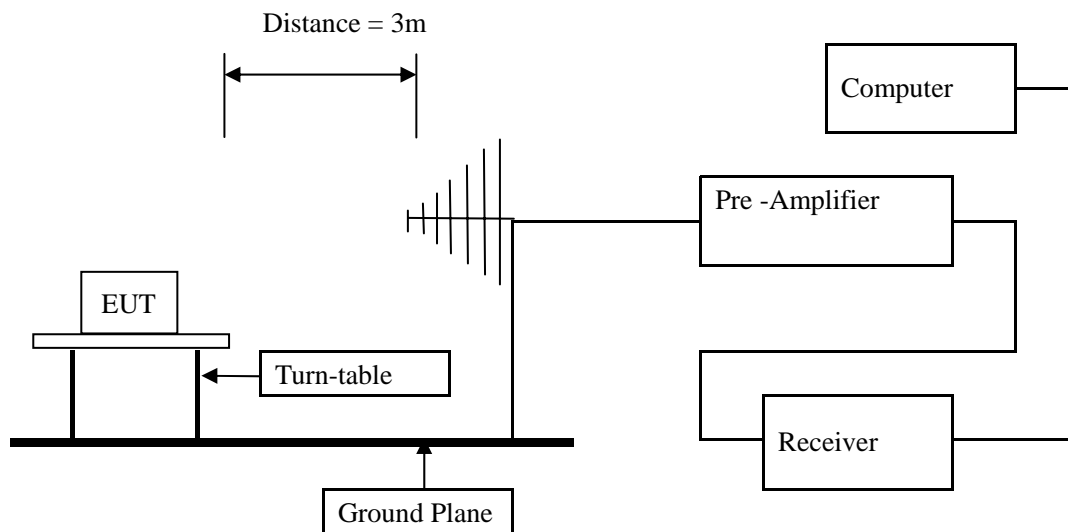 Distance = 3m
Computer
Pre -Amplifier
EUT
Turn-table
Receiver
Ground Plane